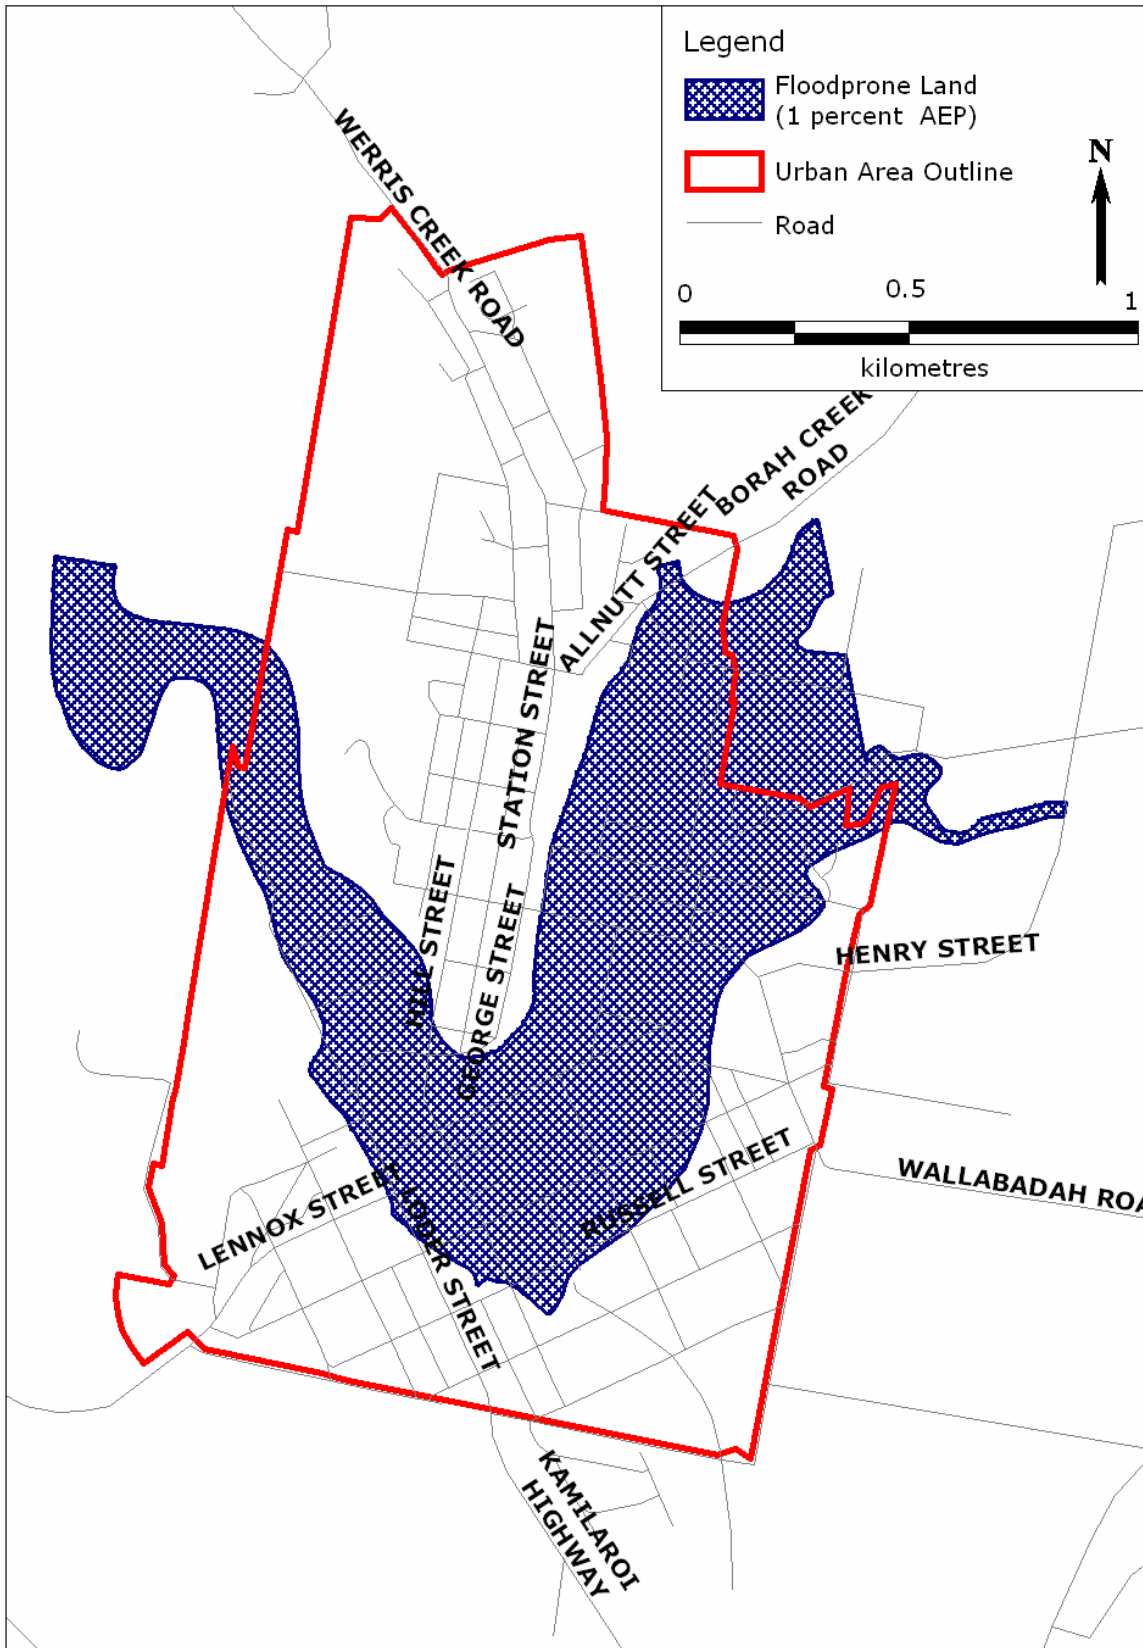 Legend
Floodprone Land
(1 percent AEP)
Urban Area Outline
Road
N
0
0.5
1
kilometres
WERRIS CREEK ROAD
BORAH CREEK
ROAD
ALLNUTT STREET
STATION STREET
HILL STREET
GEORGE STREET
HENRY STREET
RUSSELL STREET
WALLABADAH ROA
LENNOX STREET
LODER STREET
KAMILAROI
HIGHWAY